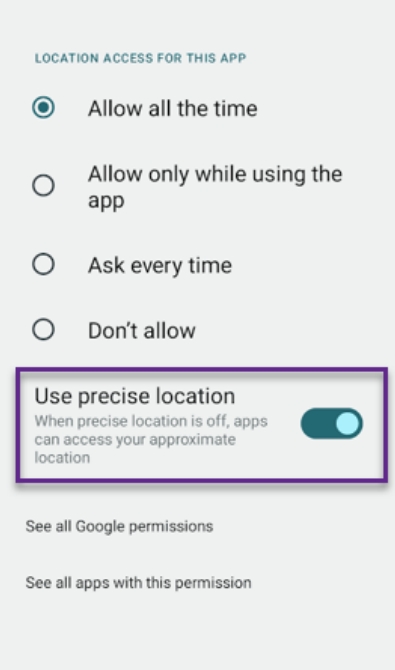 LOCATION ACCESS FOR THIS APP
Allow all the time
Allow only while using the
app
Ask every time
Don't allow
Use precise location
When precise location is off, apps
can access your approximate
location
See all Google permissions
See all apps with this permission